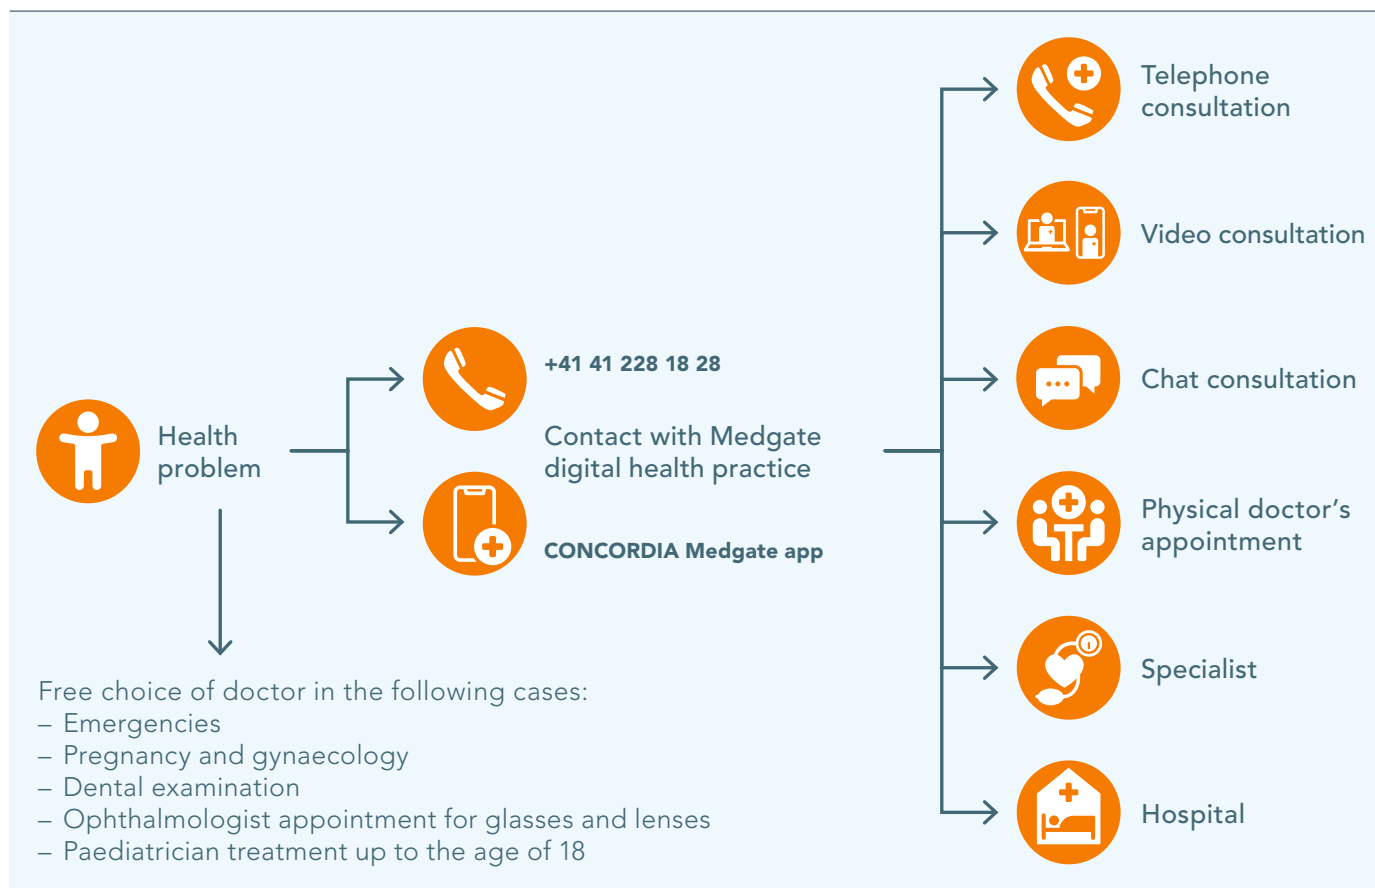 Health
problem
+41 41 228 18 28
Contact with Medgate
digital health practice
CONCORDIA Medgate app
Telephone
consultation
Video consultation
Chat consultation
Physical doctor’s
appointment
Specialist
Hospital
Free choice of doctor in the following cases:
– Emergencies
– Pregnancy and gynaecology
– Dental examination
– Ophthalmologist appointment for glasses and lenses
– Paediatrician treatment up to the age of 18